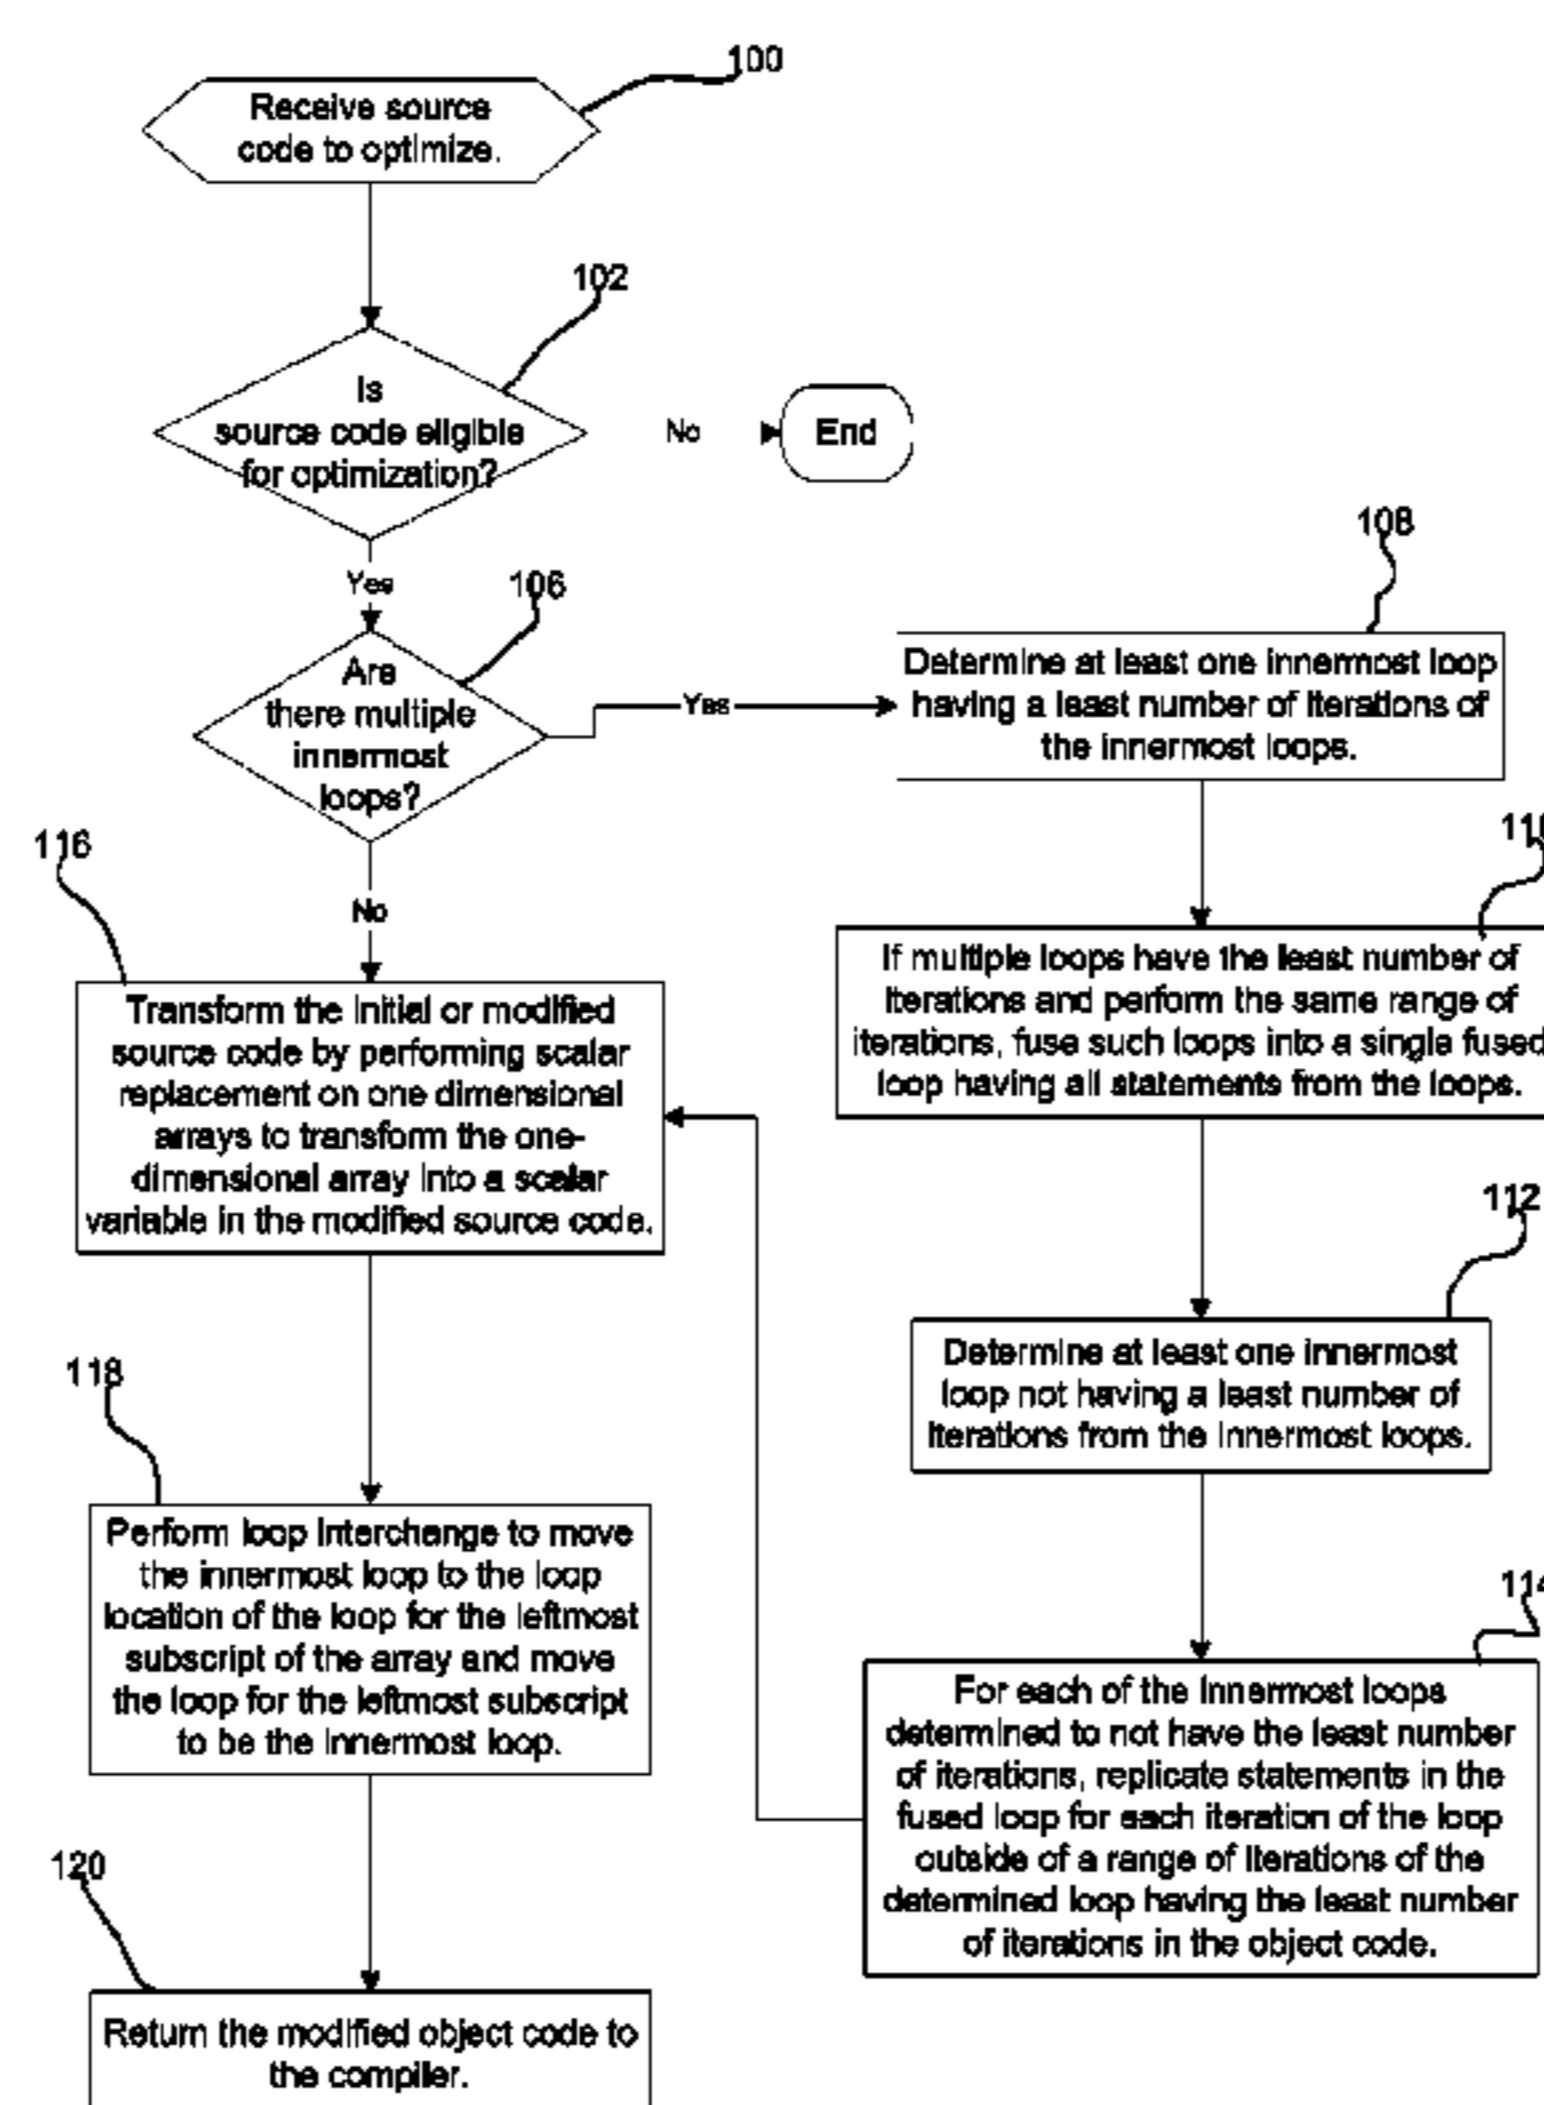 100
Receive source
code to optimize.
102
Is
source code eligible
for optimization?
No
End
Yes
106
Are
there multiple
innermost
loops?
Yes
108
Determine at least one innermost loop
having a least number of iterations of
the innermost loops.
No
110
If multiple loops have the least number of
iterations and perform the same range of
iterations, fuse such loops into a single fused
loop having all statements from the loops.
116
Transform the initial or modified
source code by performing scalar
replacement on one dimensional
arrays to transform the one-
dimensional array into a scalar
variable in the modified source code.
112
Determine at least one innermost
loop not having a least number of
iterations from the innermost loops.
118
Perform loop interchange to move
the innermost loop to the loop
location of the loop for the leftmost
subscript of the array and move
the loop for the leftmost subscript
to be the innermost loop.
114
For each of the innermost loops
determined to not have the least number
of iterations, replicate statements in the
fused loop for each iteration of the loop
outside of a range of iterations of the
determined loop having the least number
of iterations in the object code.
120
Return the modified object code to
the compiler.